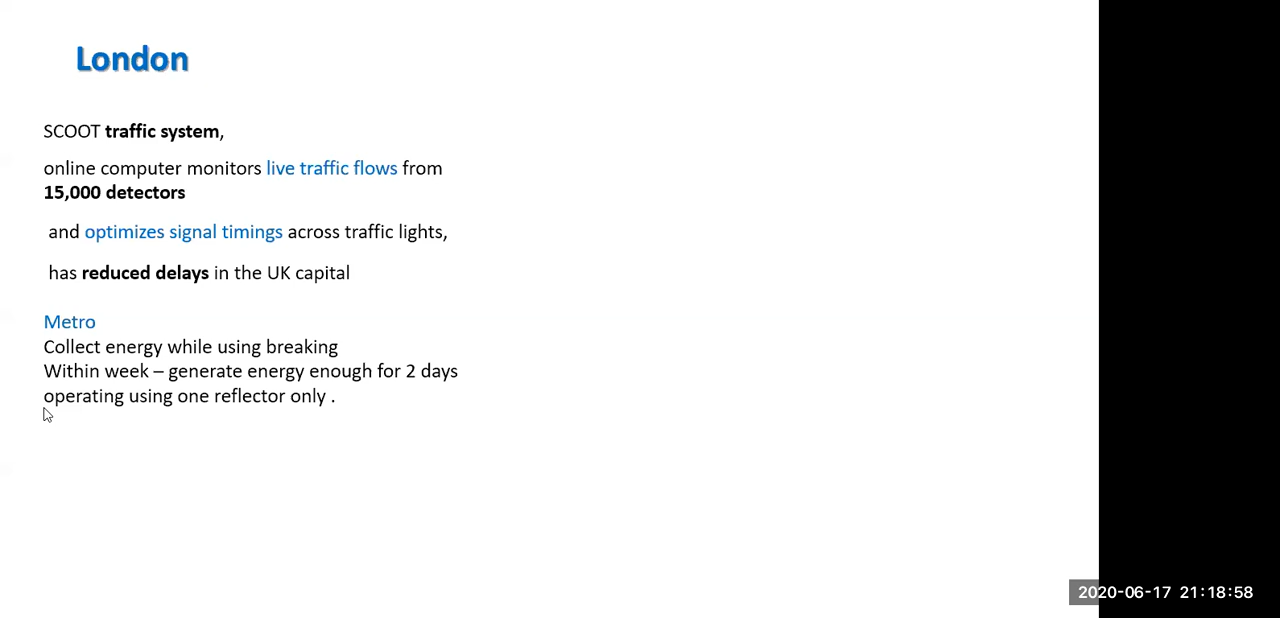 London
SCOOT traffic system,
online computer monitors live traffic flows from
15,000 detectors
and optimizes signal timings across traffic lights,
has reduced delays in the UK capital
Metro
Collect energy while using breaking
Within week – generate energy enough for 2 days
operating using one reflector only .
2020-06-17 21:18:58